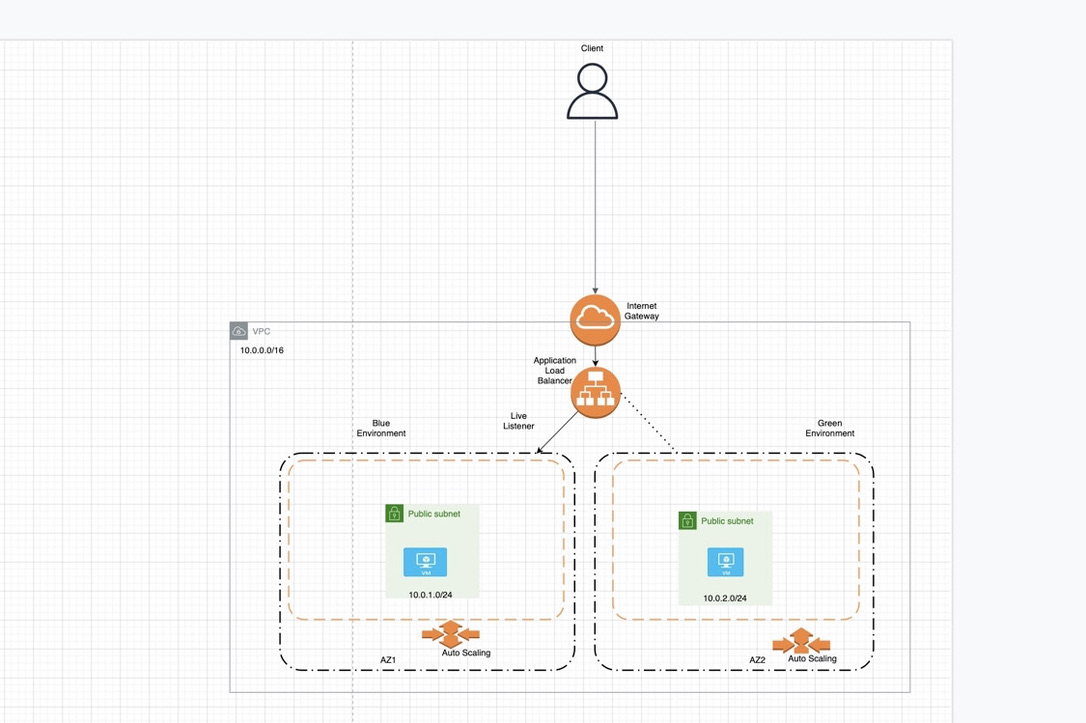 Client
Internet
Gateway
VPC
10.0.0.0/16
Application
Load
Balancer
Live
Listener
Blue
Environment
Green
Environment
Public subnet
VM
10.0.1.0/24
Public subnet
VM
10.0.2.0/24
AZ1
Auto Scaling
AZ2
Auto Scaling